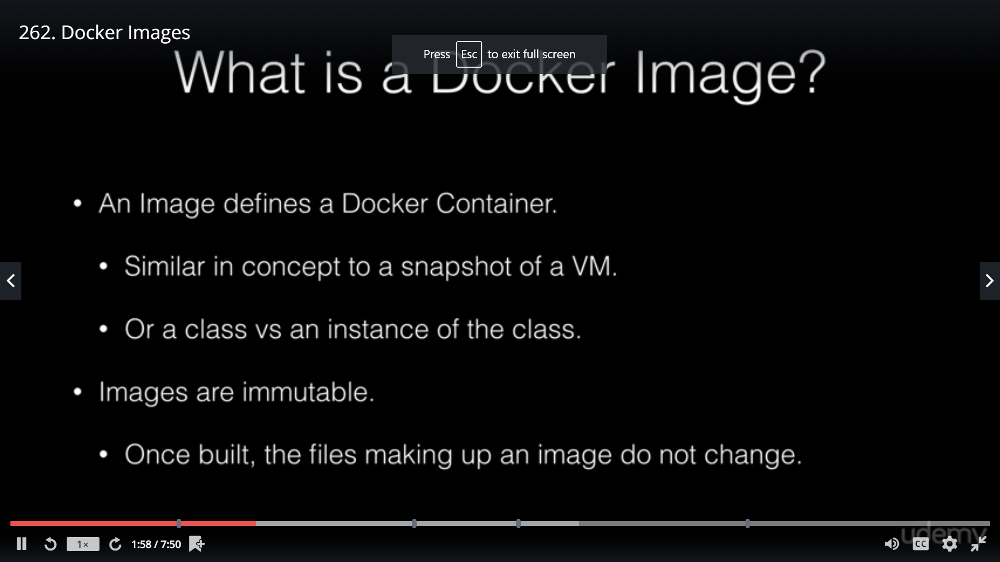 262. Docker Images
Press Esc to exit full screen
What is a Docker Image?
• An Image defines a Docker Container.
• Similar in concept to a snapshot of a VM.
• Or a class vs an instance of the class.
• Images are immutable.
• Once built, the files making up an image do not change.
1× 1:58 / 7:50 CC
udemy